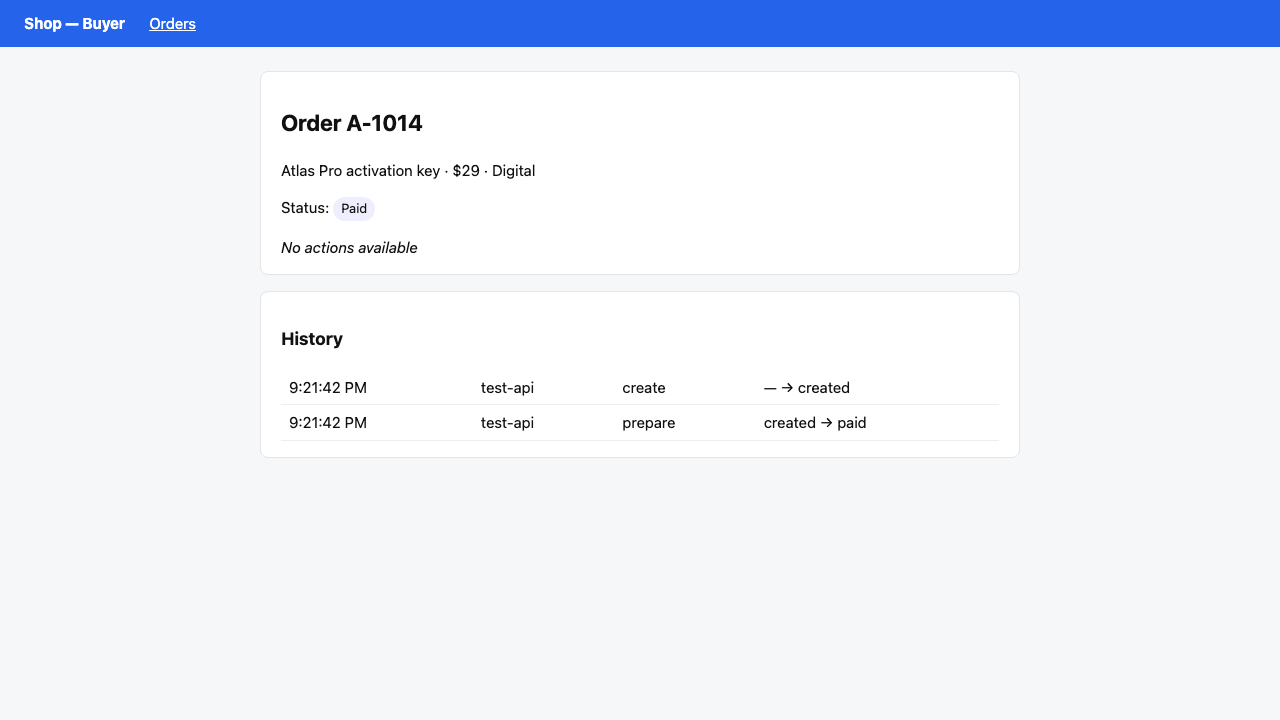 Shop — Buyer Orders
Order A-1014
Atlas Pro activation key · $29 · Digital
Status: Paid
No actions available
History
9:21:42 PM test-api create — → created
9:21:42 PM test-api prepare created → paid